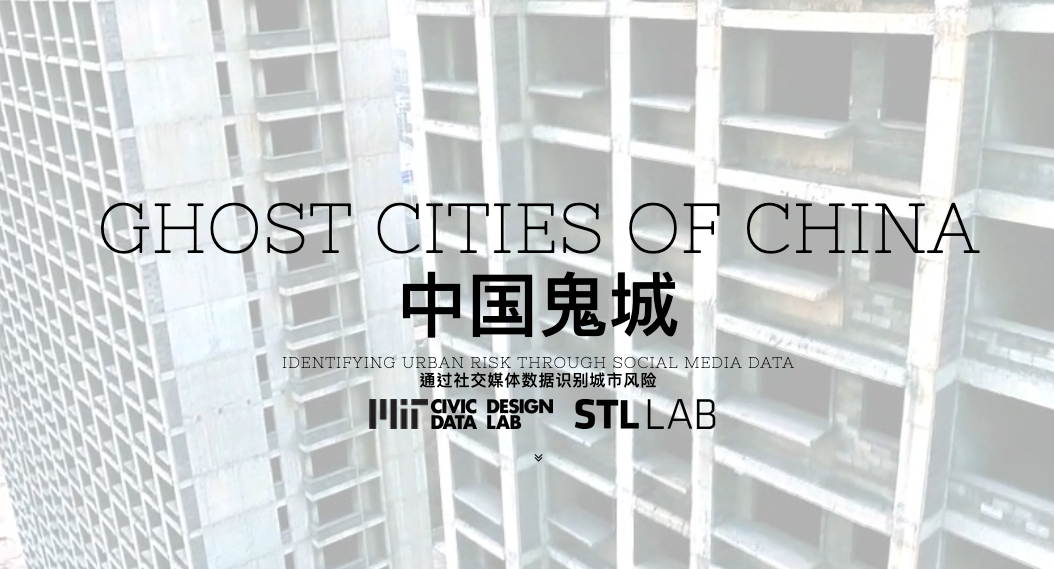 GHOST CITIES OF CHINA
中国鬼城
IDENTIFYING URBAN RISK THROUGH SOCIAL MEDIA DATA
通过社交媒体数据识别城市风险
MIT CIVIC DATA DESIGN LAB STL LAB